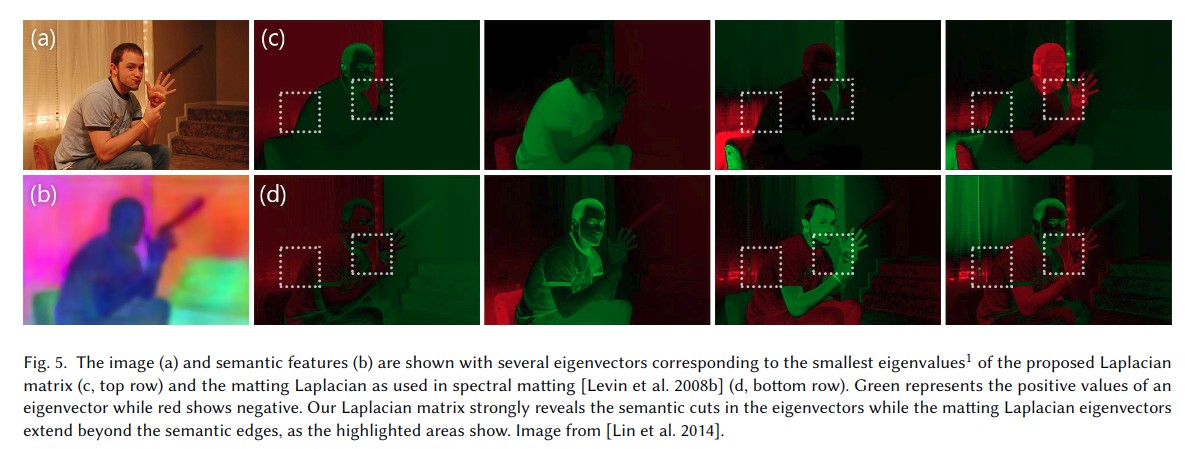 (a)
(c)
(b)
(d)
Fig. 5. The image (a) and semantic features (b) are shown with several eigenvectors corresponding to the smallest eigenvalues¹ of the proposed Laplacian
matrix (c, top row) and the matting Laplacian as used in spectral matting [Levin et al. 2008b] (d, bottom row). Green represents the positive values of an
eigenvector while red shows negative. Our Laplacian matrix strongly reveals the semantic cuts in the eigenvectors while the matting Laplacian eigenvectors
extend beyond the semantic edges, as the highlighted areas show. Image from [Lin et al. 2014].